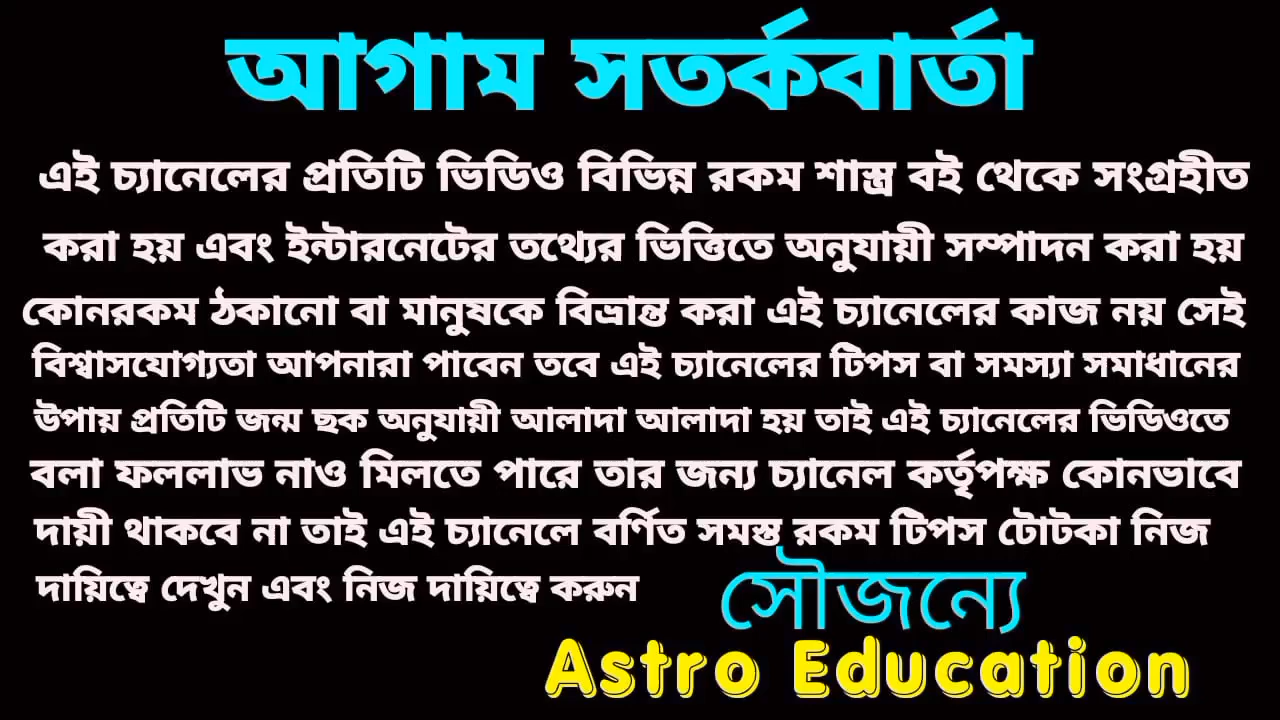 আগাম সতর্কবার্তা
এই চ্যানেলের প্রতিটি ভিডিও বিভিন্ন রকম শাস্ত্র বই থেকে সংগ্রহীত
করা হয় এবং ইন্টারনেটের তথ্যের ভিত্তিতে অনুযায়ী সম্পাদন করা হয়
কোনরকম ঠকানো বা মানুষকে বিভ্রান্ত করা এই চ্যানেলের কাজ নয় সেই
বিশ্বাসযোগ্যতা আপনারা পাবেন তবে এই চ্যানেলের টিপস বা সমস্যা সমাধানের
উপায় প্রতিটি জন্ম ছক অনুযায়ী আলাদা আলাদা হয় তাই এই চ্যানেলের ভিডিওতে
বলা ফললাভ নাও মিলতে পারে তার জন্য চ্যানেল কর্তৃপক্ষ কোনভাবে
দায়ী থাকবে না তাই এই চ্যানেলে বর্ণিত সমস্ত রকম টিপস টোটকা নিজ
দায়িত্বে দেখুন এবং নিজ দায়িত্বে করুন
সৌজন্যে
Astro Education